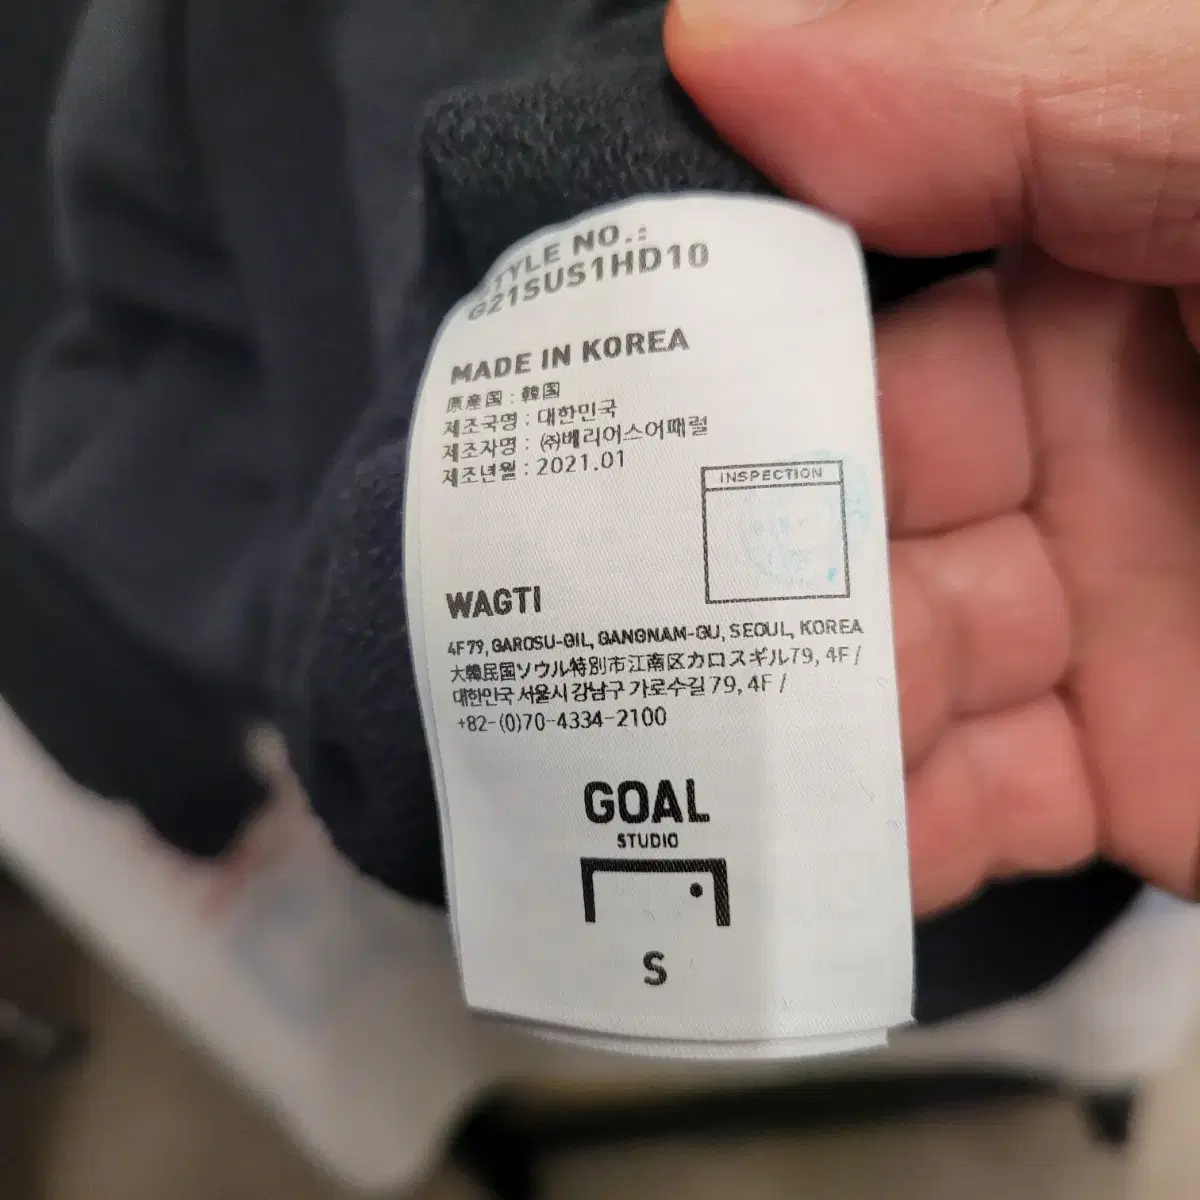 STYLE NO.:
G21SUS1HD10
MADE IN KOREA
原産国 : 韓国
제조국명 : 대한민국
제조자명 : ㈜베리어스어패럴
제조년월 : 2021.01
INSPECTION
WAGTI
4F 79, GAROSU-GIL, GANGNAM-GU, SEOUL, KOREA
大韓民国ソウル特別市江南区カロスギル79, 4F /
대한민국 서울시 강남구 가로수길 79, 4F /
+82-(0)70-4334-2100
GOAL
STUDIO
S